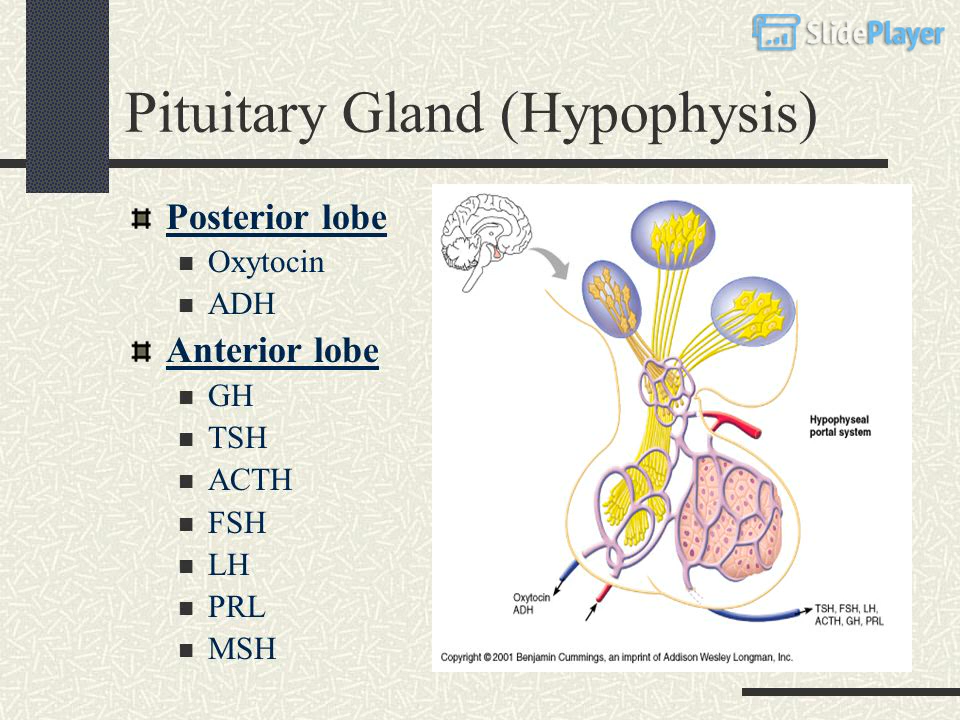 SlidePlayer
Pituitary Gland (Hypophysis)
Posterior lobe
Oxytocin
ADH
Anterior lobe
GH
TSH
ACTH
FSH
LH
PRL
MSH
Hypophyseal
portal system
Oxytocin
ADH
TSH, FSH, LH,
ACTH, GH, PRL
Copyright © 2001 Benjamin Cummings, an imprint of Addison Wesley Longman, Inc.